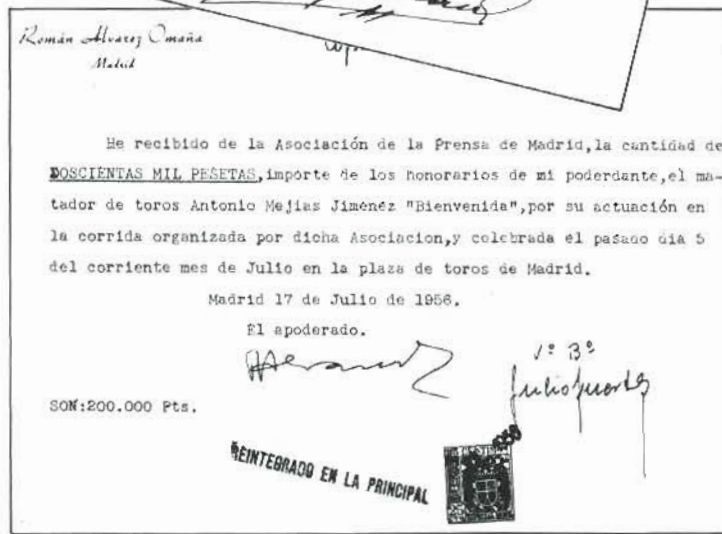 Román Alvarez Omaña
Madrid
He recibido de la Asociación de la Prensa de Madrid,la cantidad de
DOSCIENTAS MIL PESETAS,importe de los honorarios de mi poderdante,el ma-
tador de toros Antonio Mejías Jiménez "Bienvenida",por su actuación en
la corrida organizada por dicha Asociacion,y celebrada el pasado dia 5
del corriente mes de Julio en la plaza de toros de Madrid.
Madrid 17 de Julio de 1956.
El apoderado.
Vº Bº
SON:200.000 Pts.
REINTEGRADO EN LA PRINCIPAL